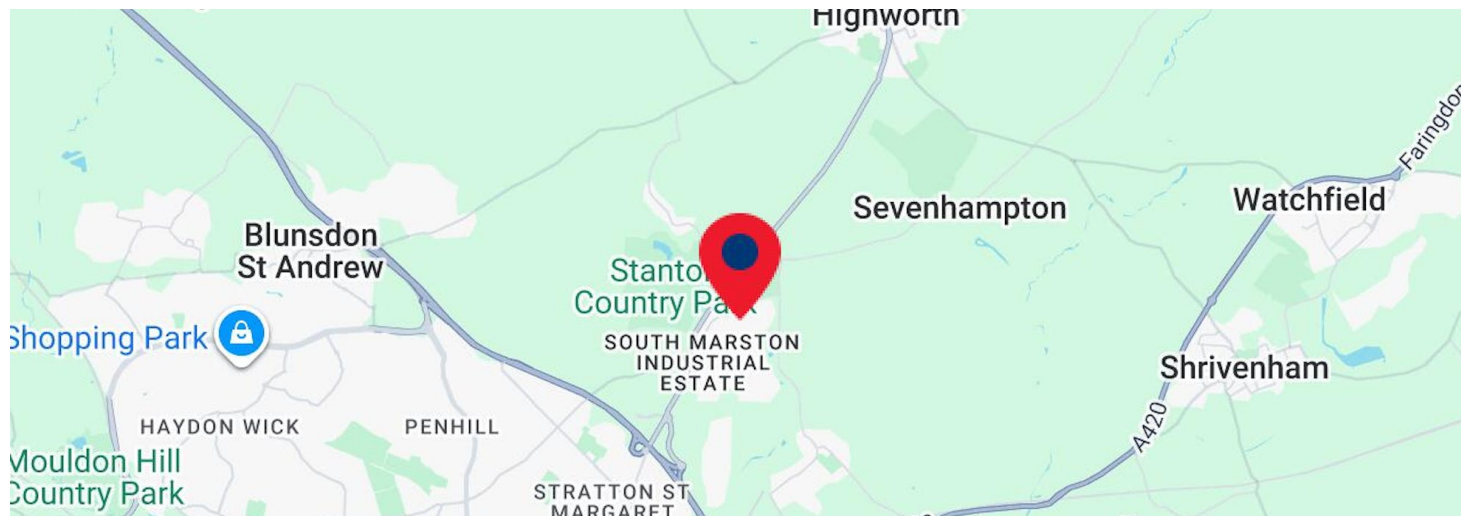 Highworth
Faringdon
Sevenhampton
Watchfield
Blunsdon
St Andrew
Stanton
Country Park
Shopping Park
SOUTH MARSTON
INDUSTRIAL
ESTATE
Shrivenham
A420
HAYDON WICK
PENHILL
Mouldon Hill
Country Park
STRATTON ST
MARGARET